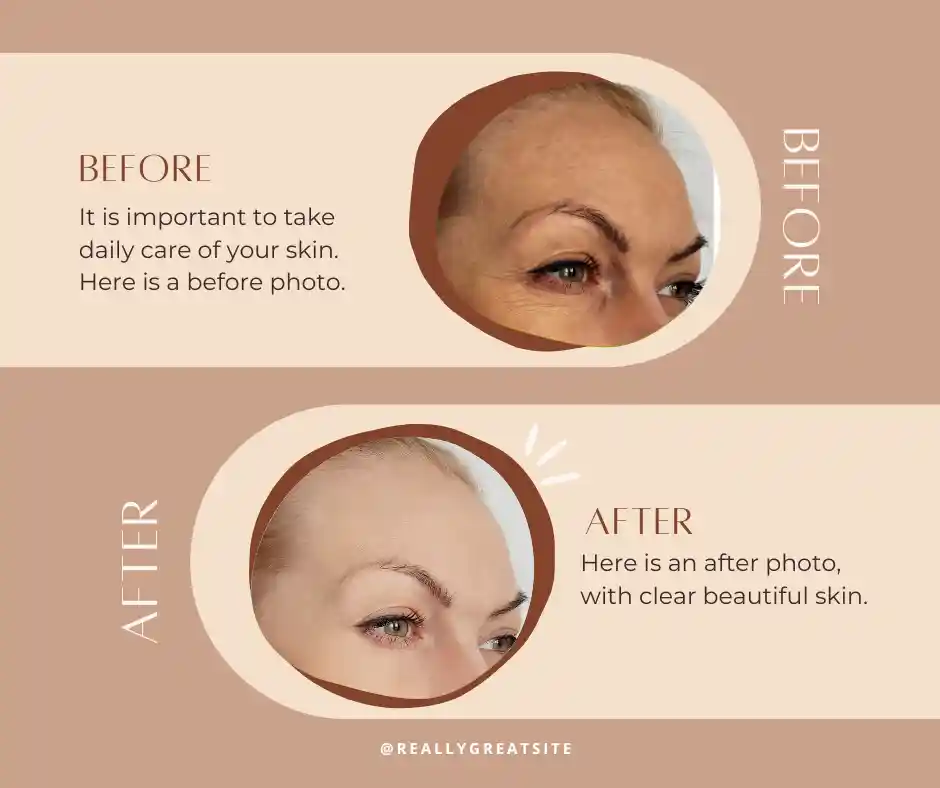 BEFORE
It is important to take
daily care of your skin.
Here is a before photo.
BEFORE
AFTER
AFTER
Here is an after photo,
with clear beautiful skin.
@REALLYGREATSITE